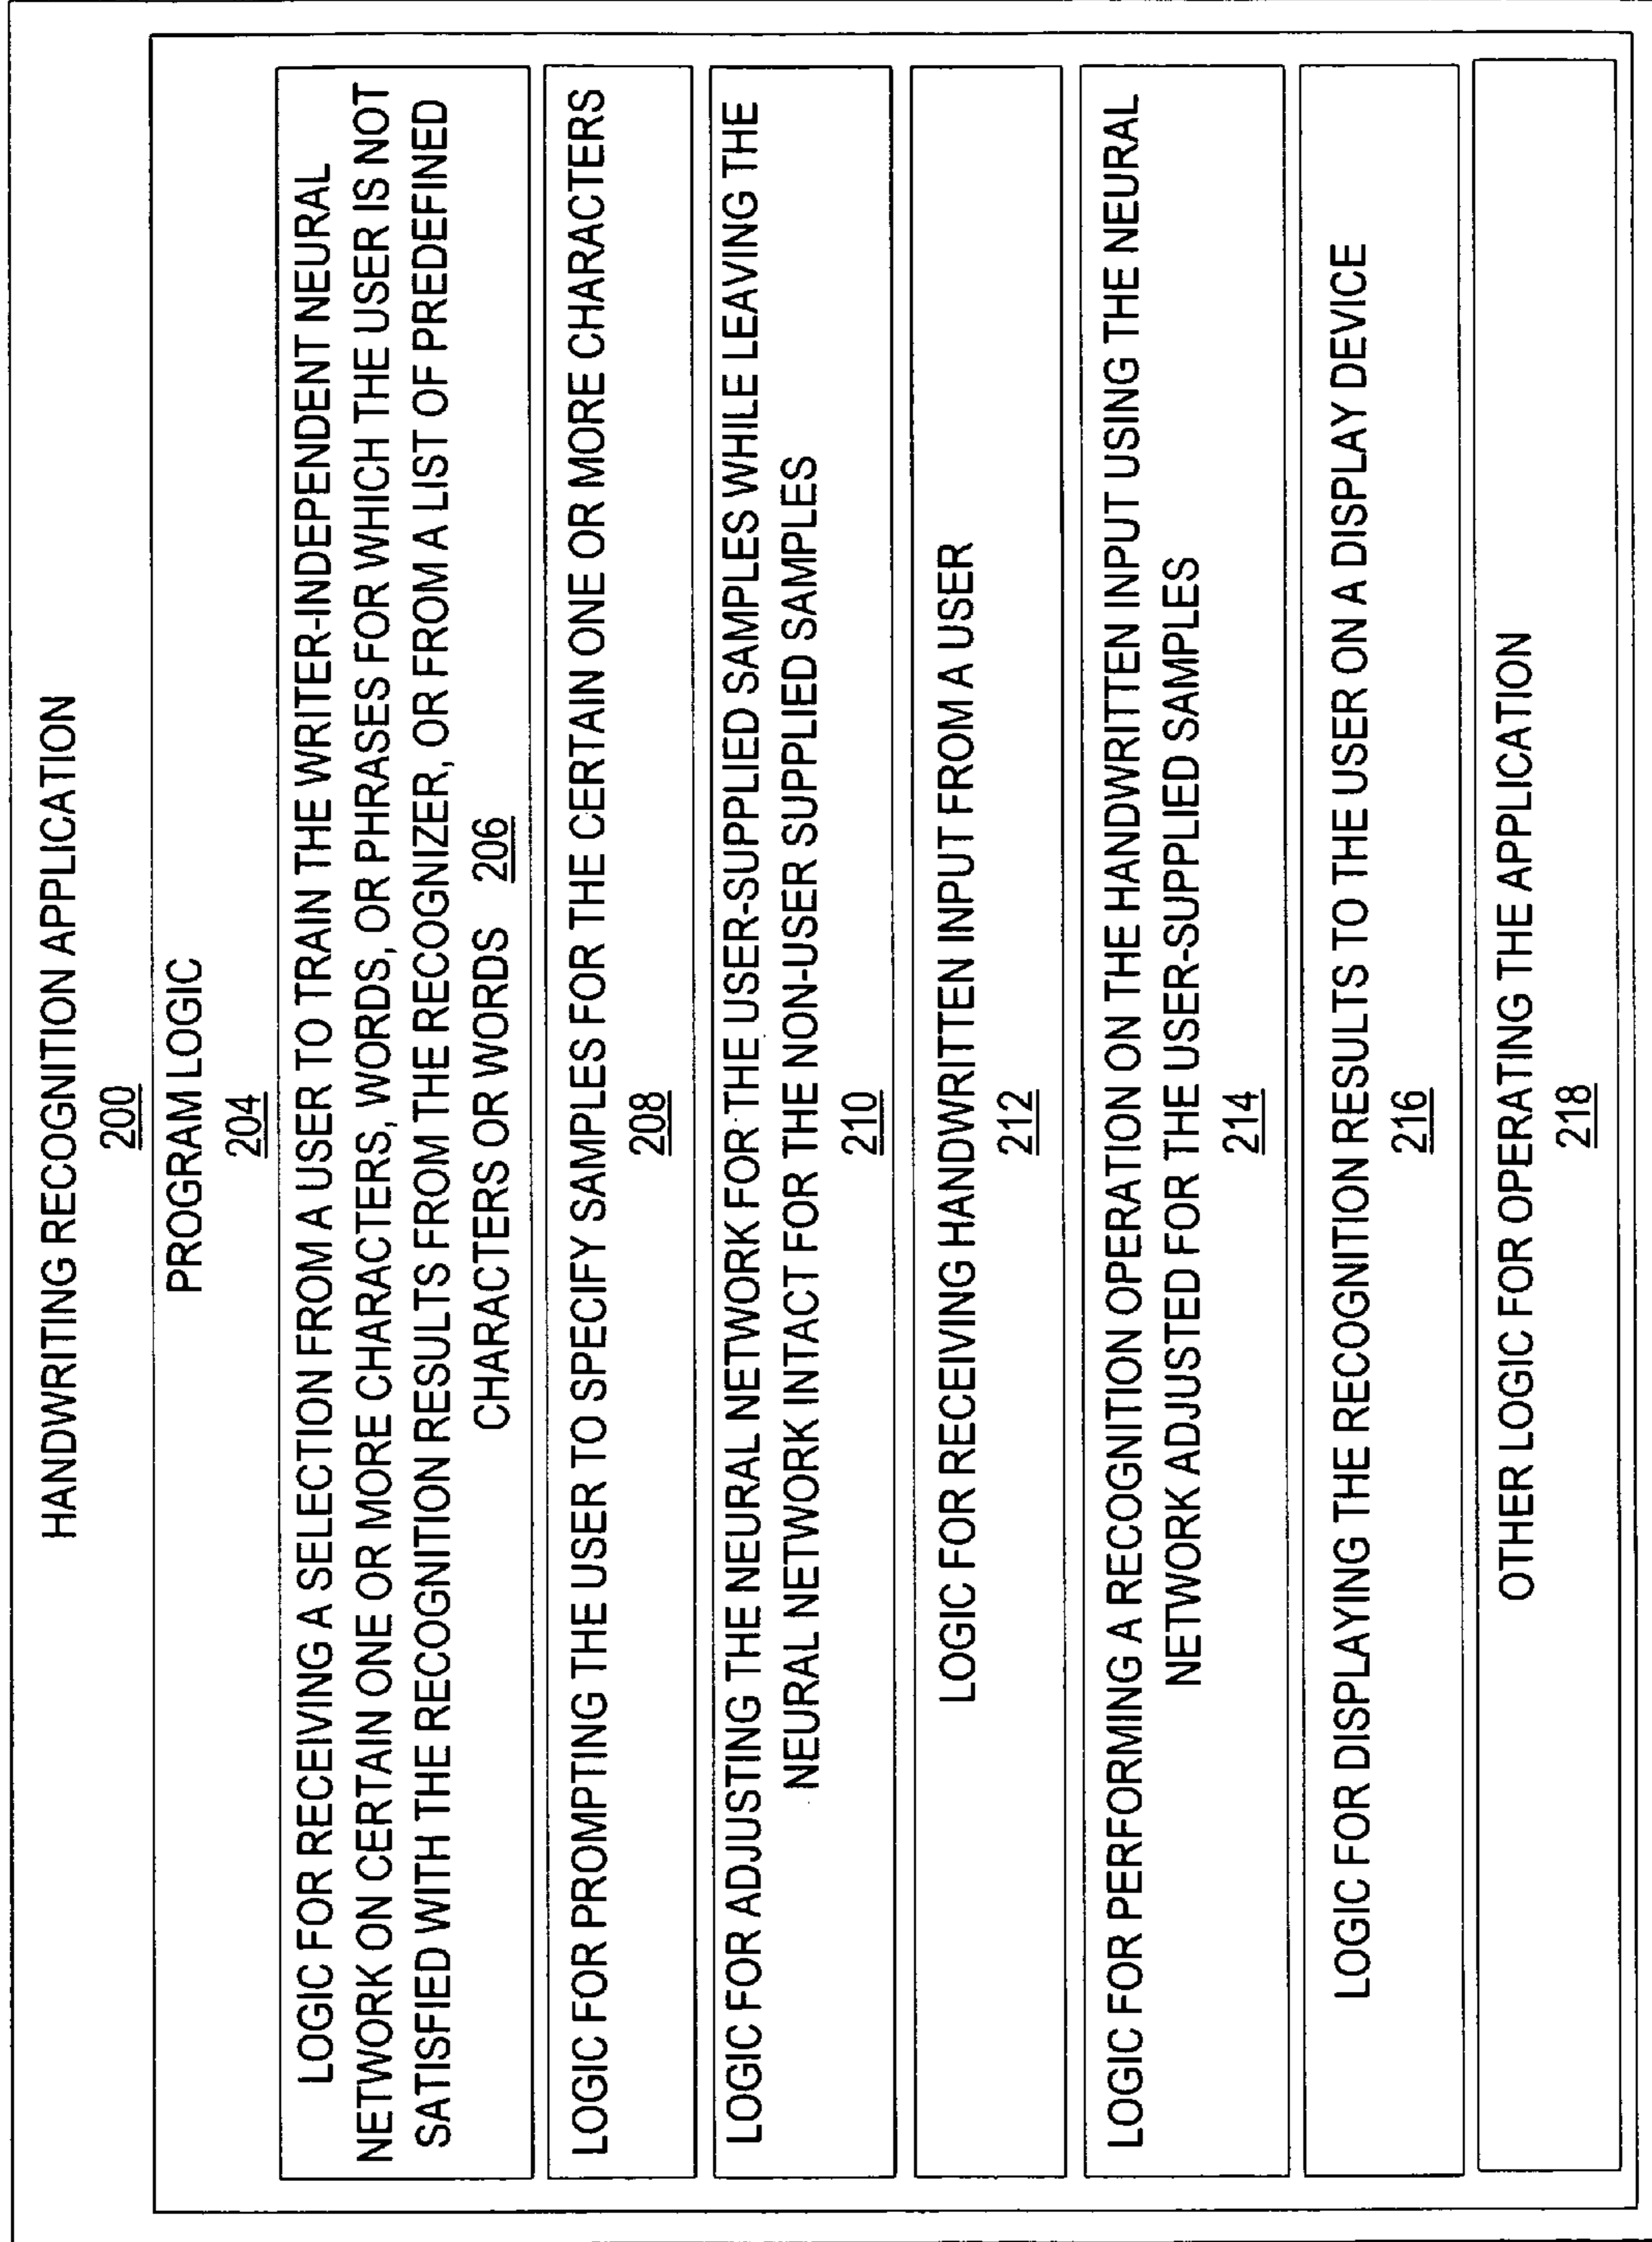 HANDWRITING RECOGNITION APPLICATION
200
PROGRAM LOGIC
204
LOGIC FOR RECEIVING A SELECTION FROM A USER TO TRAIN THE WRITER-INDEPENDENT NEURAL
NETWORK ON CERTAIN ONE OR MORE CHARACTERS, WORDS, OR PHRASES FOR WHICH THE USER IS NOT
SATISFIED WITH THE RECOGNITION RESULTS FROM THE RECOGNIZER, OR FROM A LIST OF PREDEFINED
CHARACTERS OR WORDS 206
LOGIC FOR PROMPTING THE USER TO SPECIFY SAMPLES FOR THE CERTAIN ONE OR MORE CHARACTERS
208
LOGIC FOR ADJUSTING THE NEURAL NETWORK FOR THE USER-SUPPLIED SAMPLES WHILE LEAVING THE
NEURAL NETWORK INTACT FOR THE NON-USER SUPPLIED SAMPLES
210
LOGIC FOR RECEIVING HANDWRITTEN INPUT FROM A USER
212
LOGIC FOR PERFORMING A RECOGNITION OPERATION ON THE HANDWRITTEN INPUT USING THE NEURAL
NETWORK ADJUSTED FOR THE USER-SUPPLIED SAMPLES
214
LOGIC FOR DISPLAYING THE RECOGNITION RESULTS TO THE USER ON A DISPLAY DEVICE
216
OTHER LOGIC FOR OPERATING THE APPLICATION
218